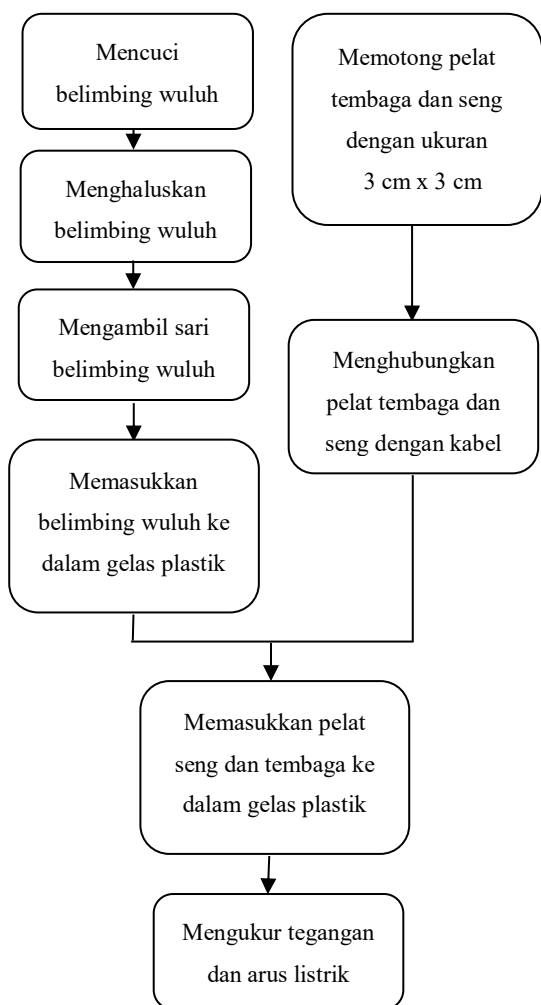 Mencuci
belimbing wuluh
Menghaluskan
belimbing wuluh
Mengambil sari
belimbing wuluh
Memasukkan
belimbing wuluh ke
dalam gelas plastik
Memotong pelat
tembaga dan seng
dengan ukuran
3 cm x 3 cm
Menghubungkan
pelat tembaga dan
seng dengan kabel
Memasukkan pelat
seng dan tembaga ke
dalam gelas plastik
Mengukur tegangan
dan arus listrik